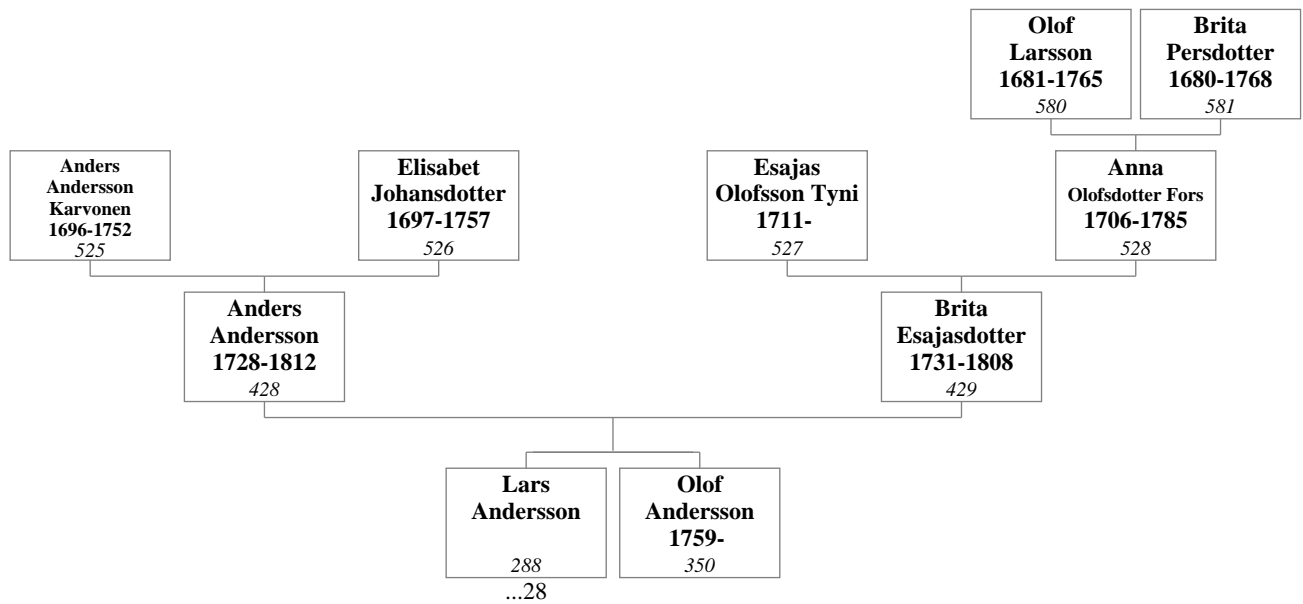 Olof
Larsson
1681-1765
580
Brita
Persdotter
1680-1768
581
Anders
Andersson
Karvonen
1696-1752
525
Elisabet
Johansdotter
1697-1757
526
Esajas
Olofsson Tyni
1711-
527
Anna
Olofsdotter Fors
1706-1785
528
Anders
Andersson
1728-1812
428
Brita
Esajasdotter
1731-1808
429
Lars
Andersson
288
...28
Olof
Andersson
1759-
350